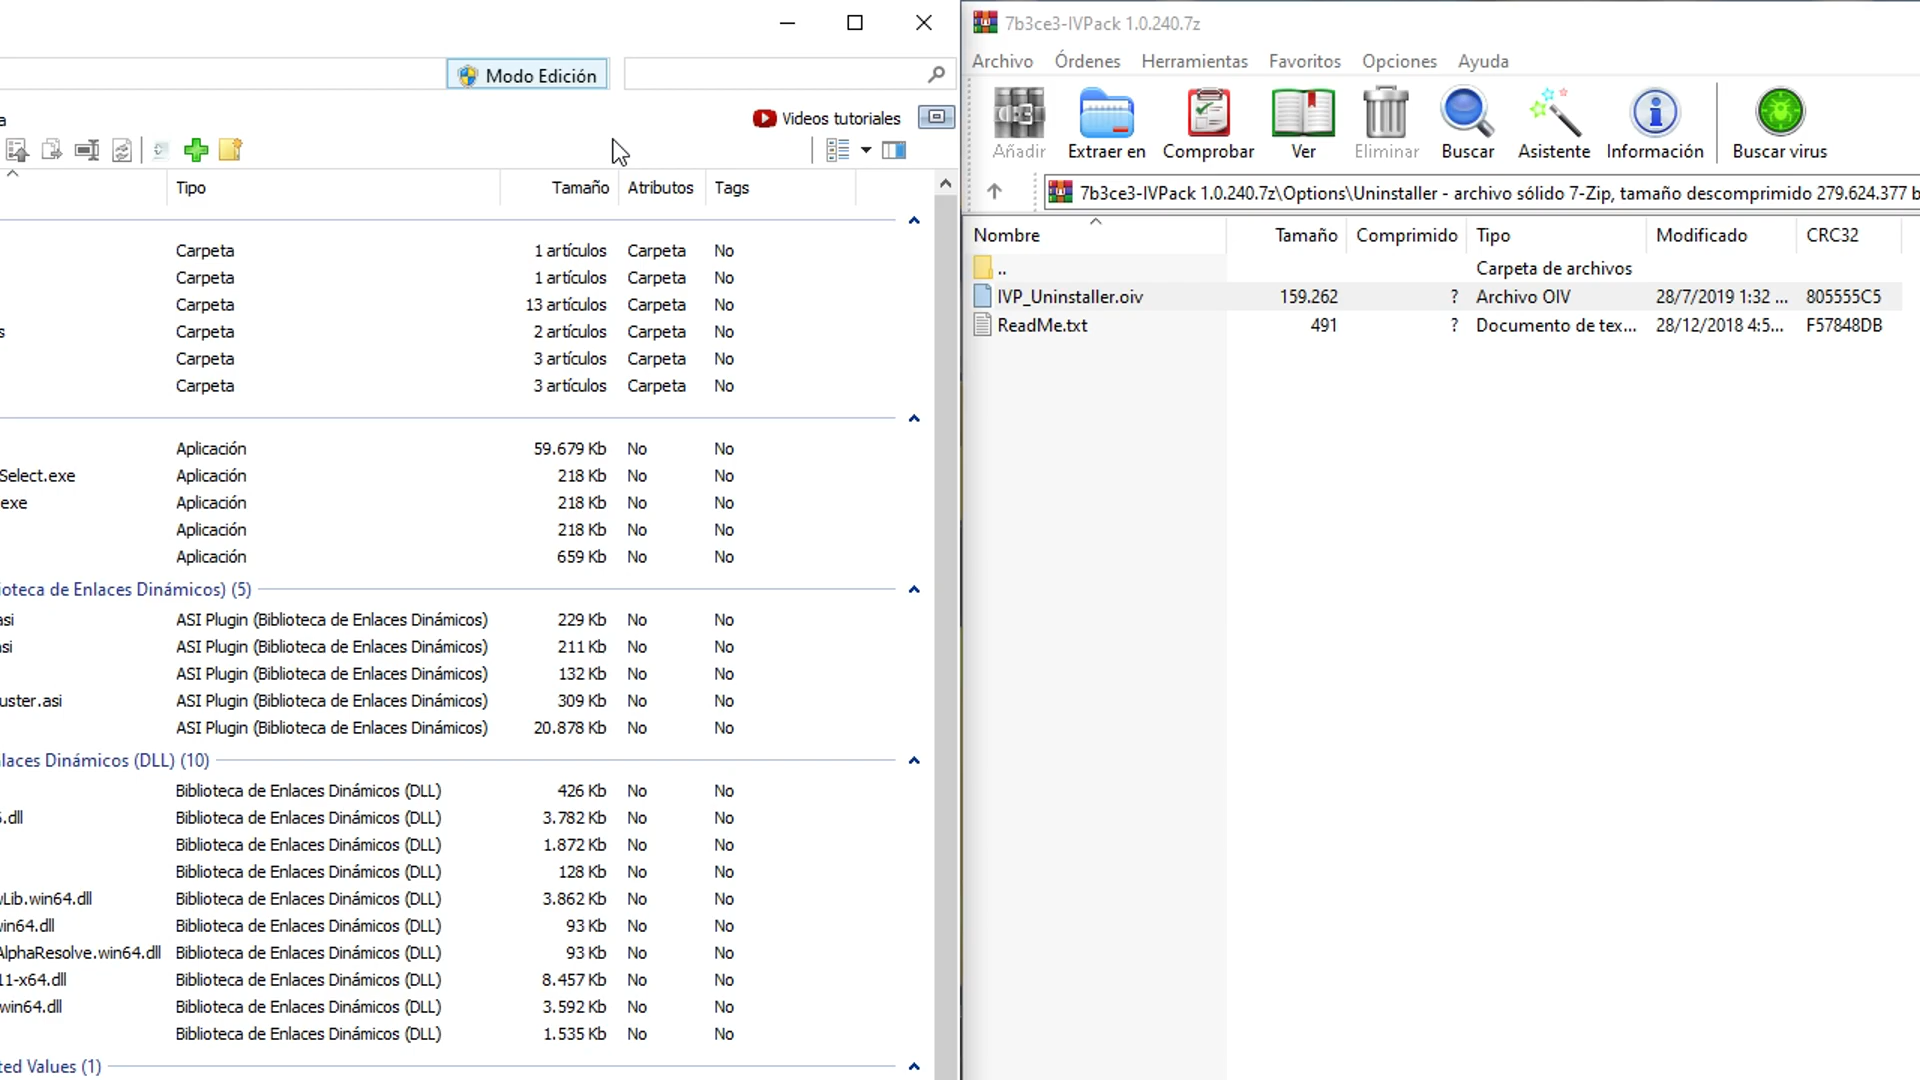 Modo Edición
a
Videos tutoriales
Tipo Tamaño Atributos Tags
Carpeta 1 artículos Carpeta No
Carpeta 1 artículos Carpeta No
Carpeta 13 artículos Carpeta No
s Carpeta 2 artículos Carpeta No
Carpeta 3 artículos Carpeta No
Carpeta 3 artículos Carpeta No
Aplicación 59.679 Kb No No
Select.exe Aplicación 218 Kb No No
exe Aplicación 218 Kb No No
Aplicación 218 Kb No No
Aplicación 659 Kb No No
ioteca de Enlaces Dinámicos) (5)
asi ASI Plugin (Biblioteca de Enlaces Dinámicos) 229 Kb No No
si ASI Plugin (Biblioteca de Enlaces Dinámicos) 211 Kb No No
ASI Plugin (Biblioteca de Enlaces Dinámicos) 132 Kb No No
uster.asi ASI Plugin (Biblioteca de Enlaces Dinámicos) 309 Kb No No
ASI Plugin (Biblioteca de Enlaces Dinámicos) 20.878 Kb No No
nlaces Dinámicos (DLL) (10)
Biblioteca de Enlaces Dinámicos (DLL) 426 Kb No No
.dll Biblioteca de Enlaces Dinámicos (DLL) 3.782 Kb No No
Biblioteca de Enlaces Dinámicos (DLL) 1.872 Kb No No
Biblioteca de Enlaces Dinámicos (DLL) 128 Kb No No
Lib.win64.dll Biblioteca de Enlaces Dinámicos (DLL) 3.862 Kb No No
win64.dll Biblioteca de Enlaces Dinámicos (DLL) 93 Kb No No
AlphaResolve.win64.dll Biblioteca de Enlaces Dinámicos (DLL) 93 Kb No No
11-x64.dll Biblioteca de Enlaces Dinámicos (DLL) 8.457 Kb No No
win64.dll Biblioteca de Enlaces Dinámicos (DLL) 3.592 Kb No No
Biblioteca de Enlaces Dinámicos (DLL) 1.535 Kb No No
ted Values (1)
7b3ce3-IVPack 1.0.240.7z
Archivo Órdenes Herramientas Favoritos Opciones Ayuda
Añadir Extraer en Comprobar Ver Eliminar Buscar Asistente Información Buscar virus
7b3ce3-IVPack 1.0.240.7z\Options\Uninstaller - archivo sólido 7-Zip, tamaño descomprimido 279.624.377 b
Nombre Tamaño Comprimido Tipo Modificado CRC32
.. Carpeta de archivos
IVP_Uninstaller.oiv 159.262 ? Archivo OIV 28/7/2019 1:32 ... 805555C5
ReadMe.txt 491 ? Documento de tex... 28/12/2018 4:5... F57848DB